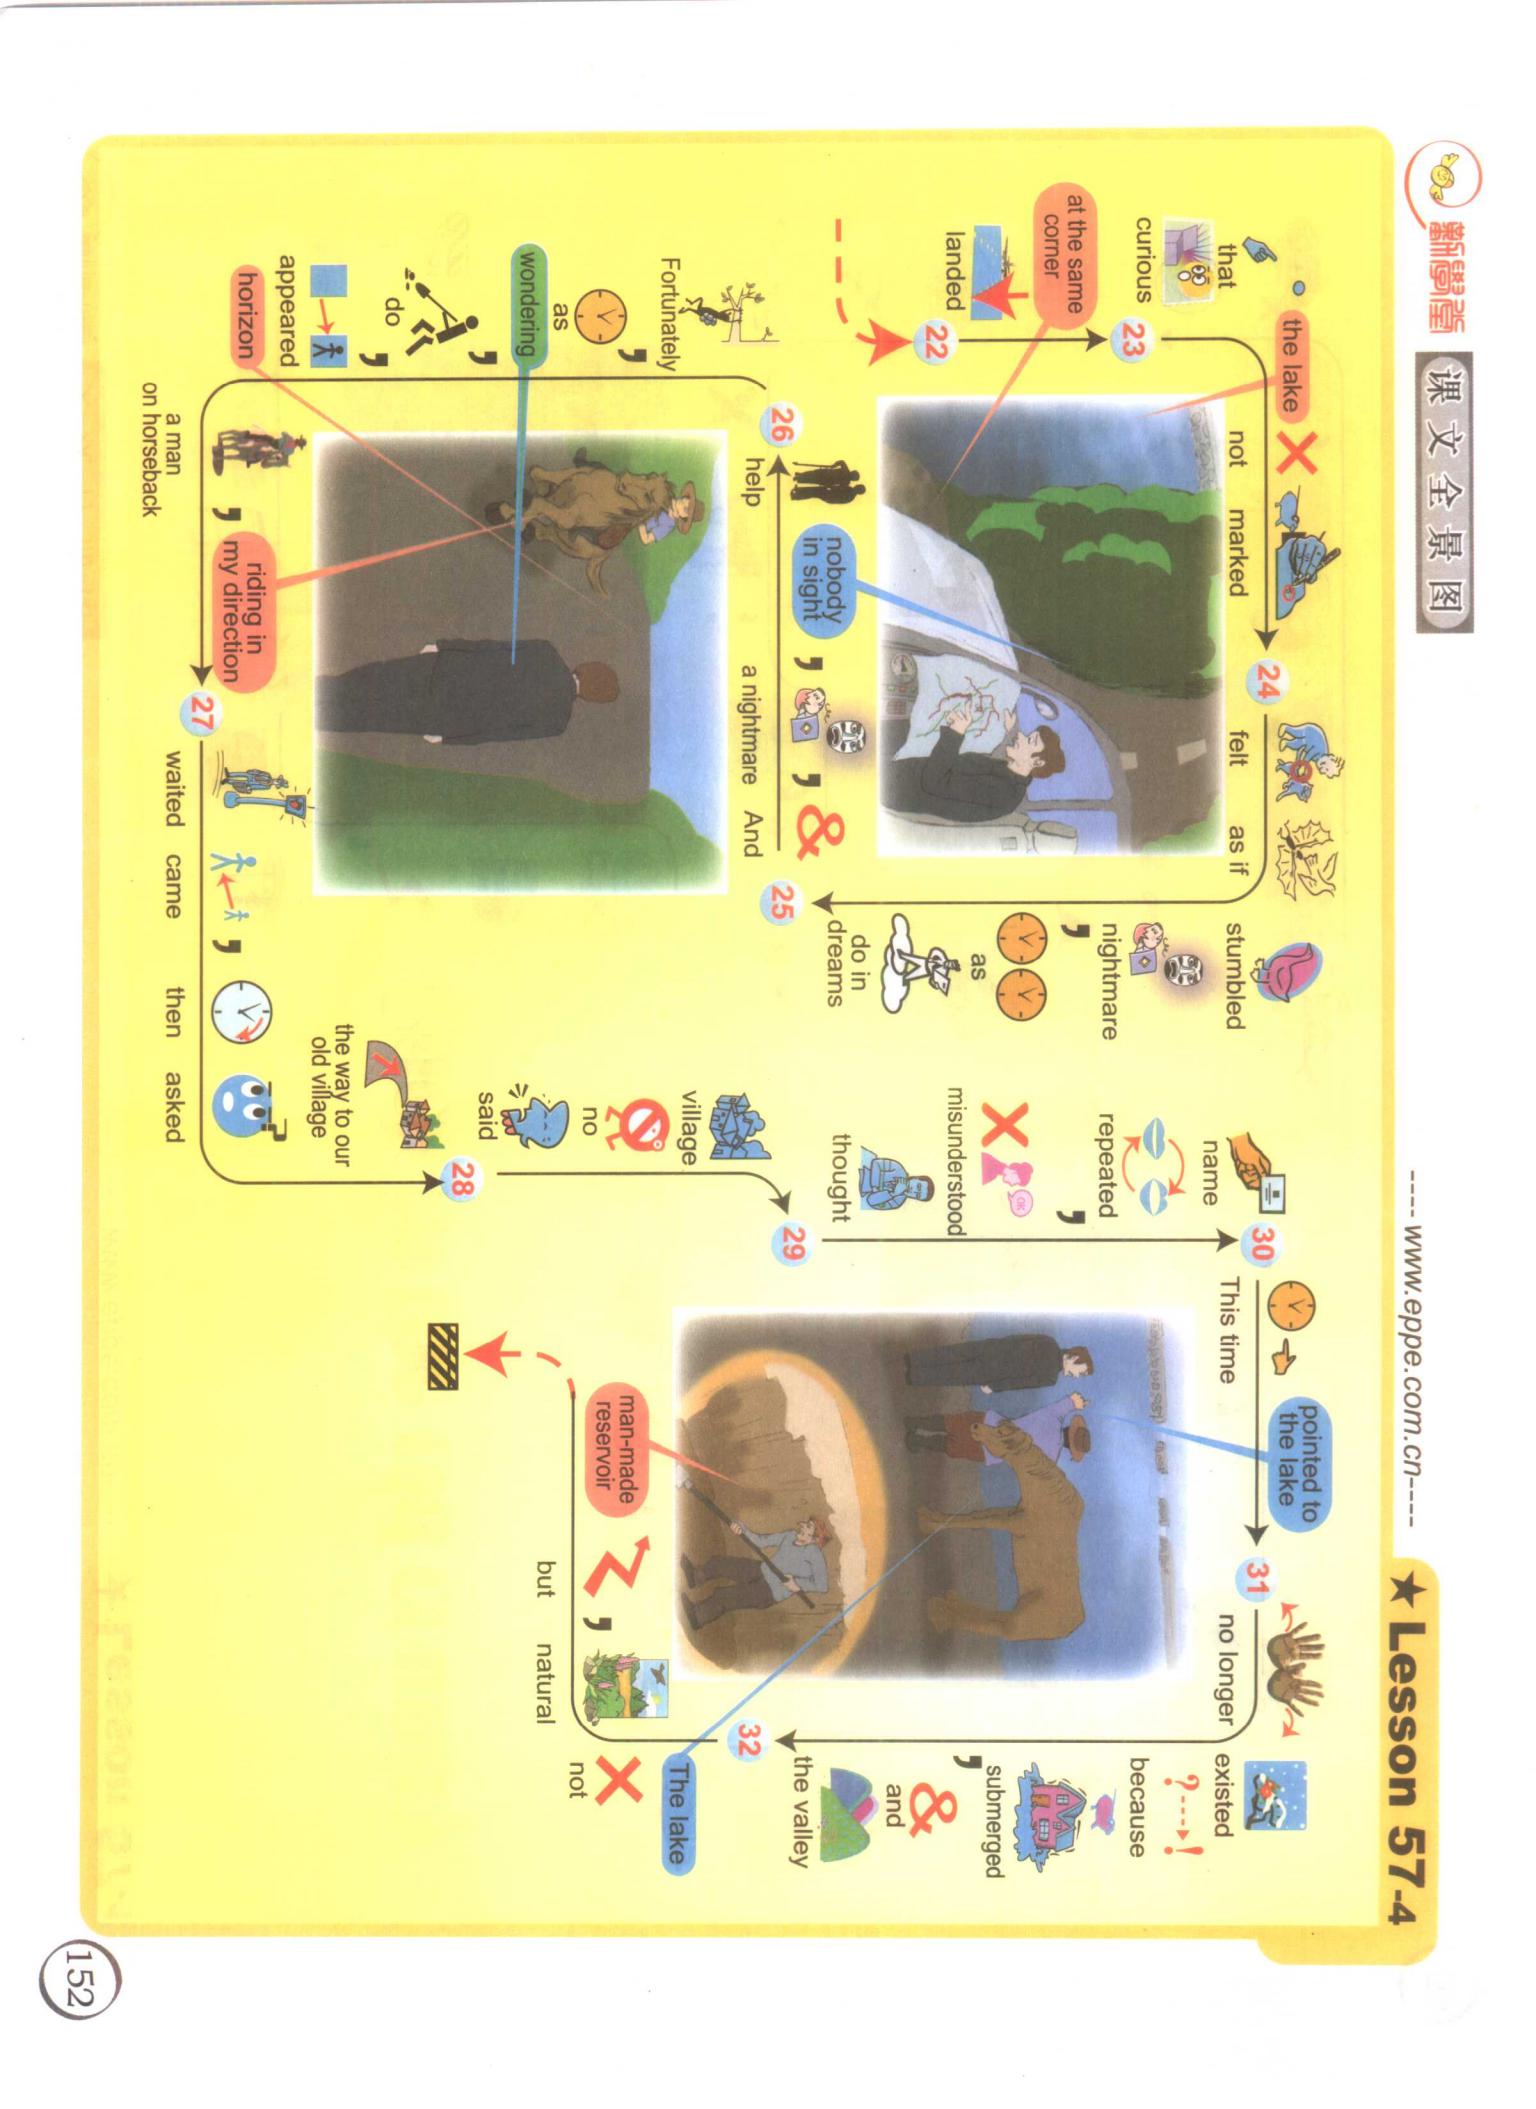 新同堂
课文全景图
---- www.eppe.com.cn----
★ Lesson 57-4
at the same
corner
landed
22
that
curious
23
the lake
not marked
24
felt as if
stumbled
nightmare
,
as
do in
dreams
25
And
&
,
a nightmare
,
nobody
in sight
help
26
Fortunately
,
as
wondering
,
do
,
appeared
horizon
a man
on horseback
,
riding in
my direction
27
waited came , then asked
the way to our
old village
28
said
no
village
29
thought
misunderstood
,
repeated
name
30
This time
pointed to
the lake
31
no longer
existed
because
submerged
,
&
and
the valley
32
The lake
not
natural
,
but
man-made
reservoir
152